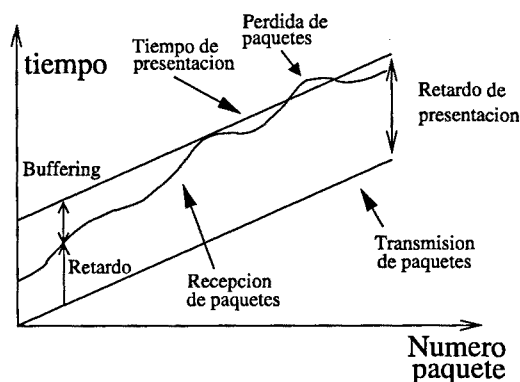 tiempo
Tiempo de
presentacion
Perdida de
paquetes
Retardo de
presentacion
Buffering
Retardo
Recepcion
de paquetes
Transmision
de paquetes
Numero
paquete